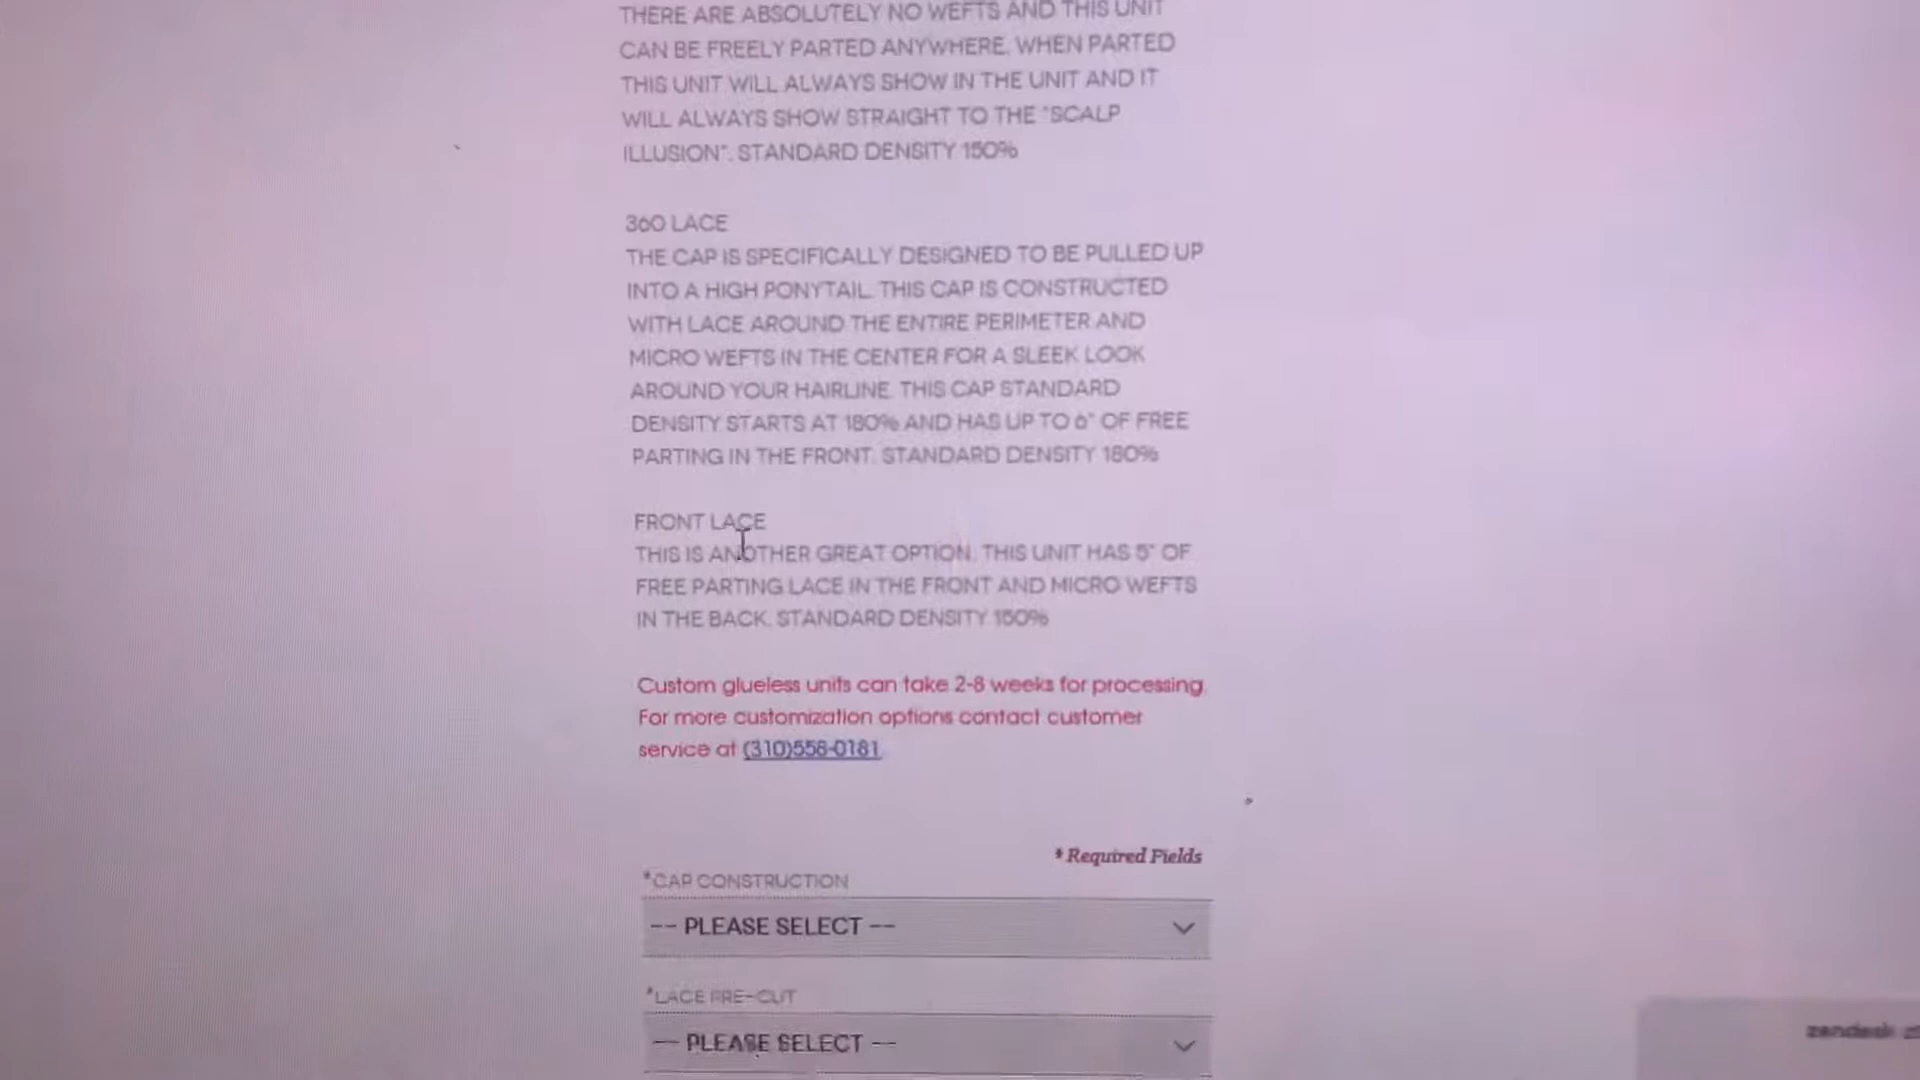 THERE ARE ABSOLUTELY NO WEFTS AND THIS UNIT
CAN BE FREELY PARTED ANYWHERE. WHEN PARTED
THIS UNIT WILL ALWAYS SHOW IN THE UNIT AND IT
WILL ALWAYS SHOW STRAIGHT TO THE "SCALP
ILLUSION". STANDARD DENSITY 150%
360 LACE
THE CAP IS SPECIFICALLY DESIGNED TO BE PULLED UP
INTO A HIGH PONYTAIL. THIS CAP IS CONSTRUCTED
WITH LACE AROUND THE ENTIRE PERIMETER AND
MICRO WEFTS IN THE CENTER FOR A SLEEK LOOK
AROUND YOUR HAIRLINE. THIS CAP STANDARD
DENSITY STARTS AT 180% AND HAS UP TO 6" OF FREE
PARTING IN THE FRONT. STANDARD DENSITY 180%
FRONT LACE
THIS IS ANOTHER GREAT OPTION. THIS UNIT HAS 5" OF
FREE PARTING LACE IN THE FRONT AND MICRO WEFTS
IN THE BACK. STANDARD DENSITY 150%
Custom glueless units can take 2-8 weeks for processing.
For more customization options contact customer
service at (310)558-0181
* Required Fields
*CAP CONSTRUCTION
-- PLEASE SELECT --
*LACE PRE-CUT
-- PLEASE SELECT --
zendesk